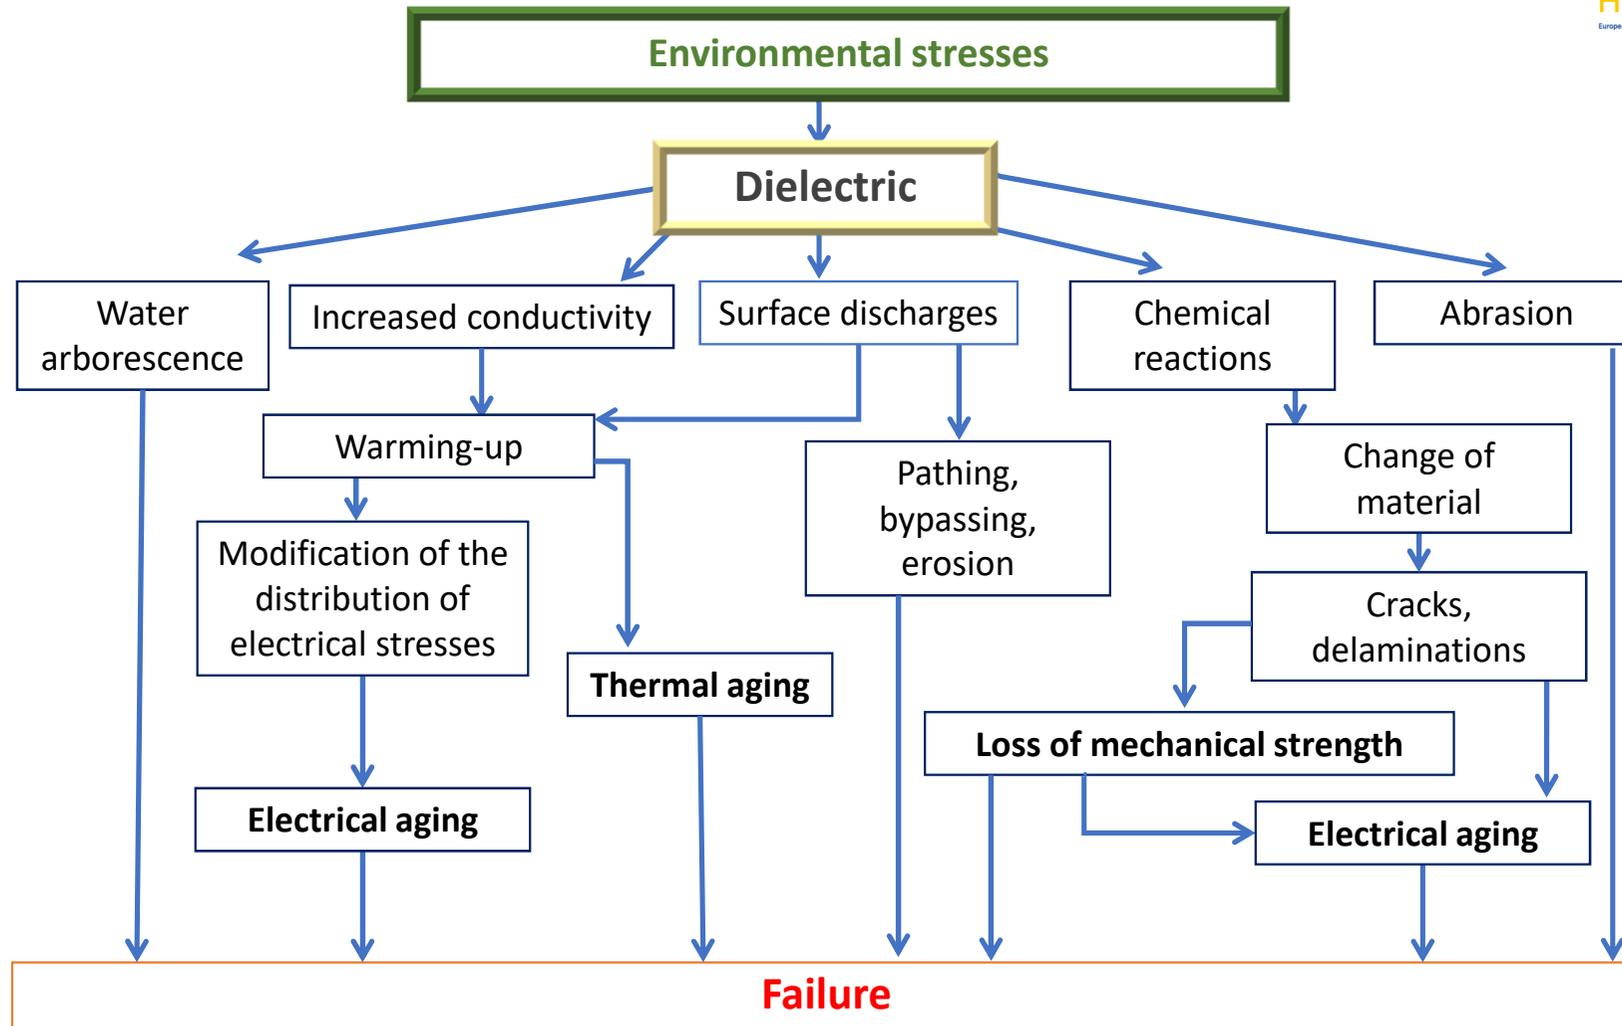 Environmental stresses
Dielectric
Water
arborescence
Increased conductivity
Surface discharges
Chemical
reactions
Abrasion
Warming-up
Pathing,
bypassing,
erosion
Change of
material
Modification of the
distribution of
electrical stresses
Cracks,
delaminations
Thermal aging
Loss of mechanical strength
Electrical aging
Electrical aging
Failure